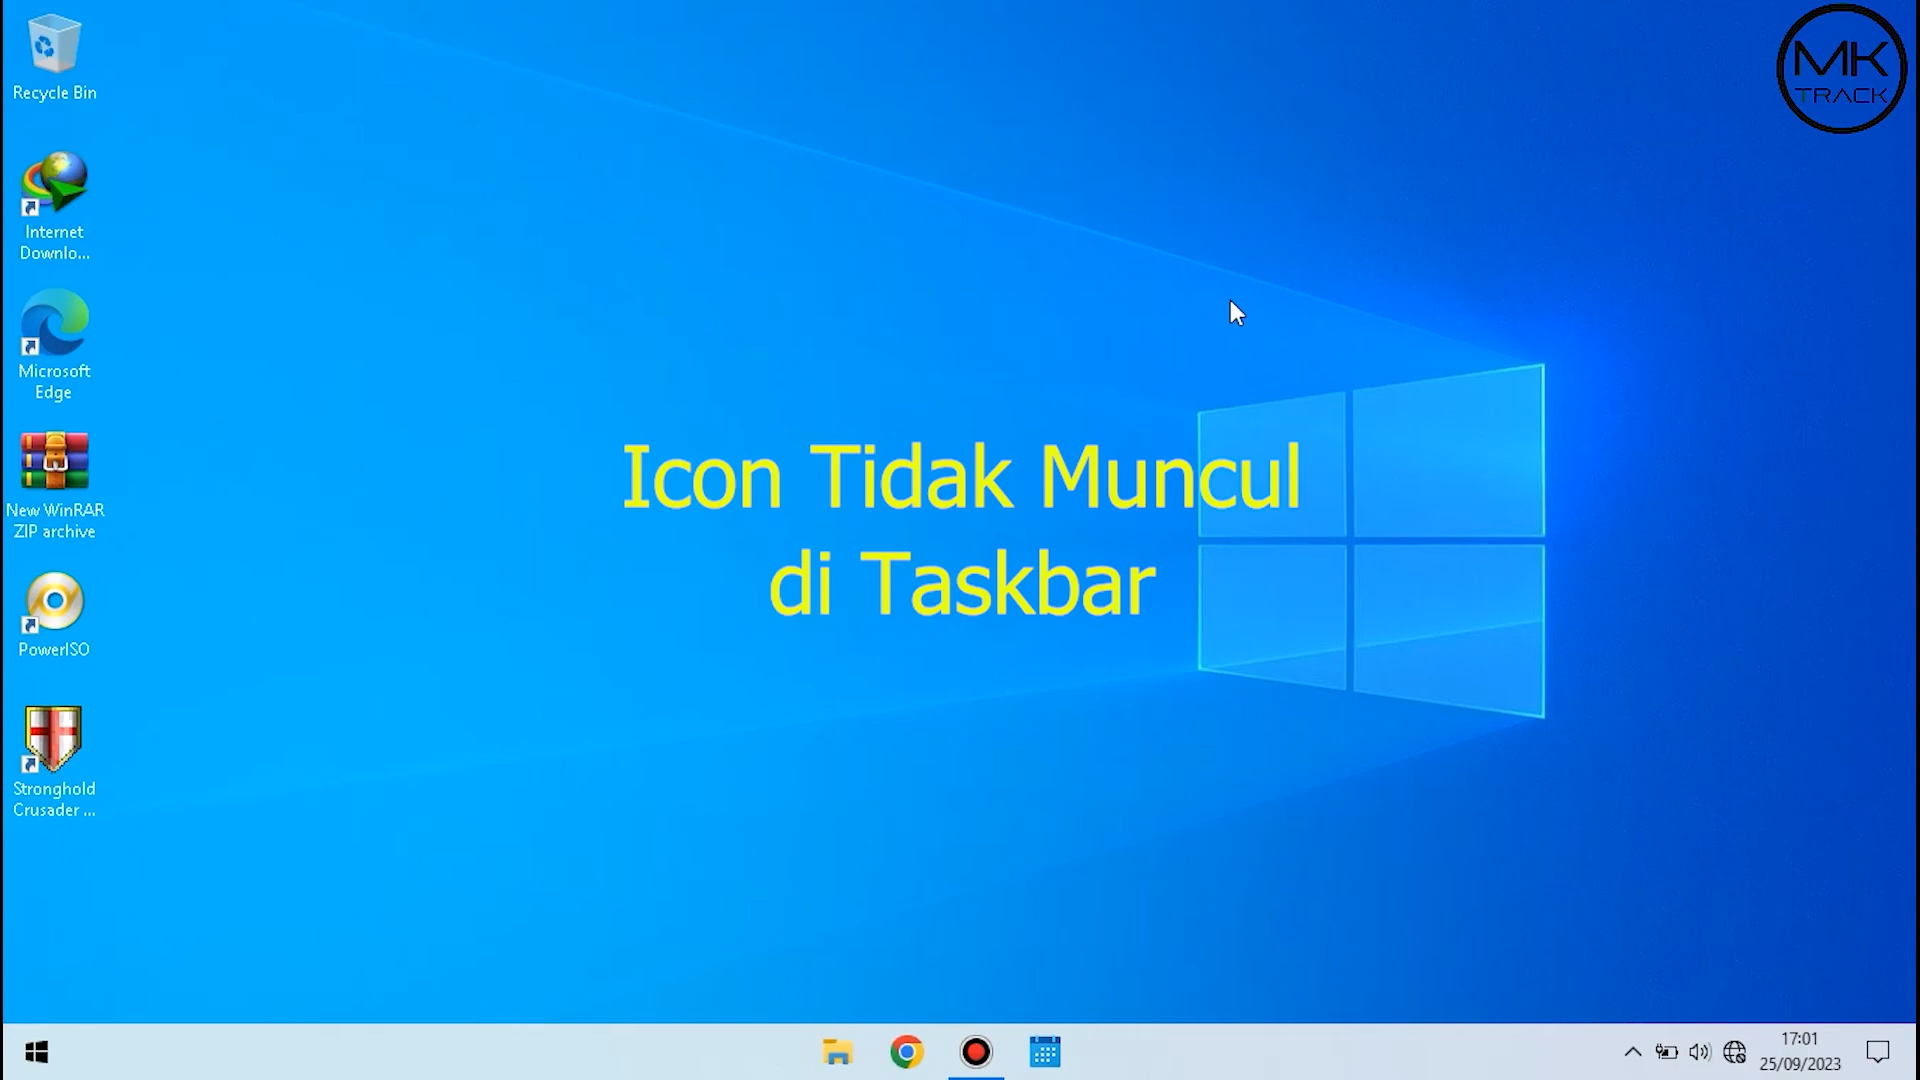 MK
TRACK
Recycle Bin
Internet
Downlo...
Microsoft
Edge
New WinRAR
ZIP archive
PowerISO
Stronghold
Crusader ...
Icon Tidak Muncul
di Taskbar
17:01
25/09/2023